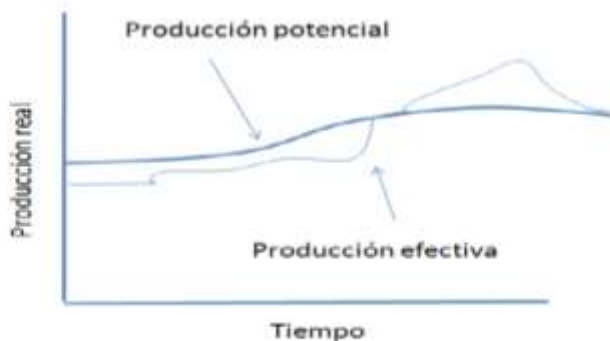 Producción potencial
Producción real
Producción efectiva
Tiempo